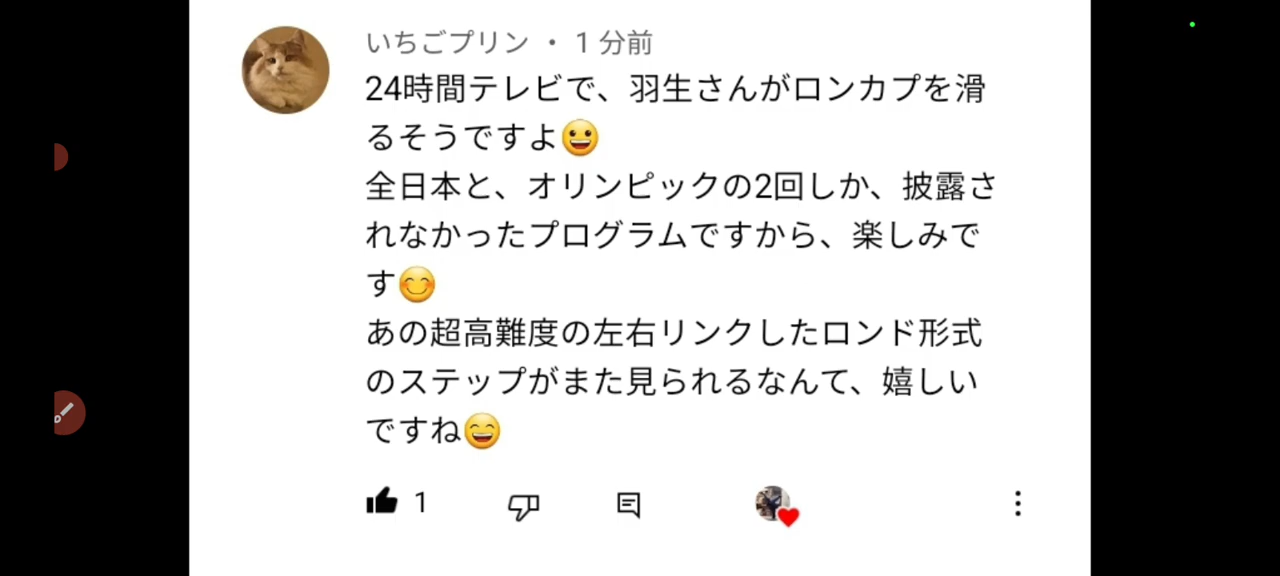 いちごプリン ・ 1 分前
24時間テレビで、羽生さんがロンカプを滑
るそうですよ😀
全日本と、オリンピックの2回しか、披露さ
れなかったプログラムですから、楽しみで
す😊
あの超高難度の左右リンクしたロンド形式
のステップがまた見られるなんて、嬉しい
ですね😄
1